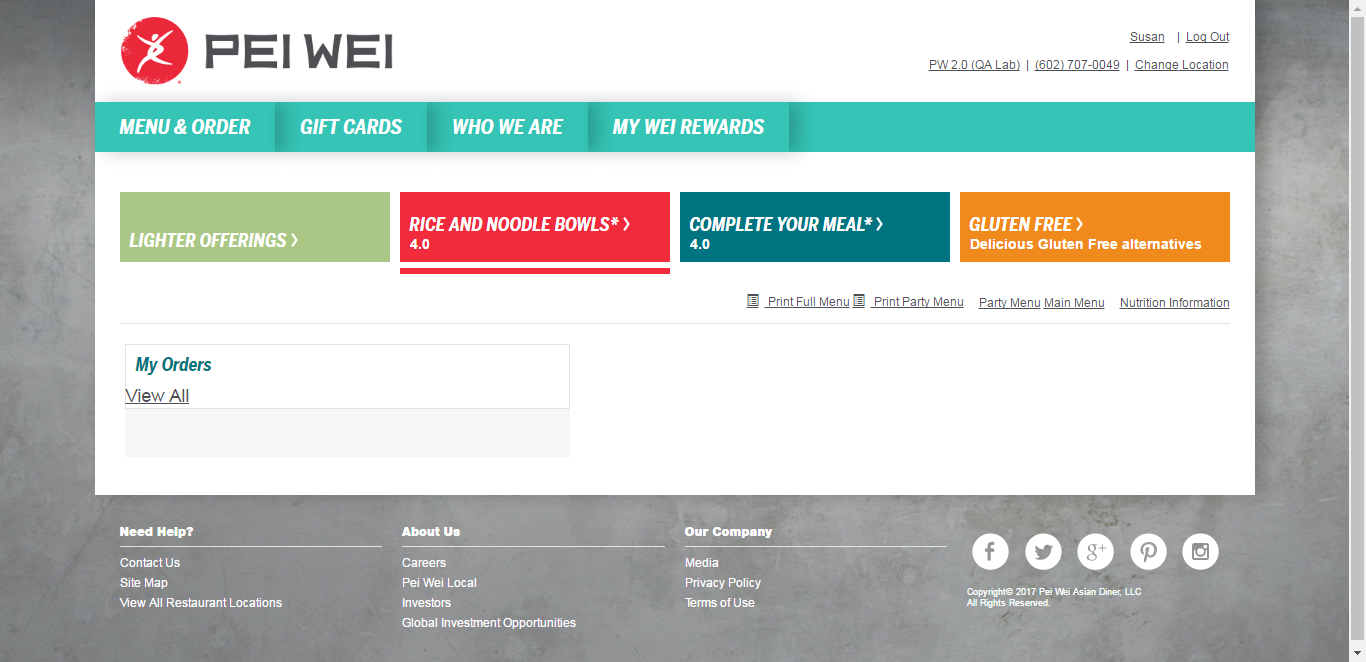 PEI WEI
Susan | Log Out
PW 2.0 (QA Lab) | (602) 707-0049 | Change Location
MENU & ORDER GIFT CARDS WHO WE ARE MY WEI REWARDS
LIGHTER OFFERINGS >
RICE AND NOODLE BOWLS* >
4.0
COMPLETE YOUR MEAL* >
4.0
GLUTEN FREE >
Delicious Gluten Free alternatives
Print Full Menu Print Party Menu Party Menu Main Menu Nutrition Information
My Orders
View All
Need Help?
Contact Us
Site Map
View All Restaurant Locations
About Us
Careers
Pei Wei Local
Investors
Global Investment Opportunities
Our Company
Media
Privacy Policy
Terms of Use
Copyright© 2017 Pei Wei Asian Diner, LLC
All Rights Reserved.